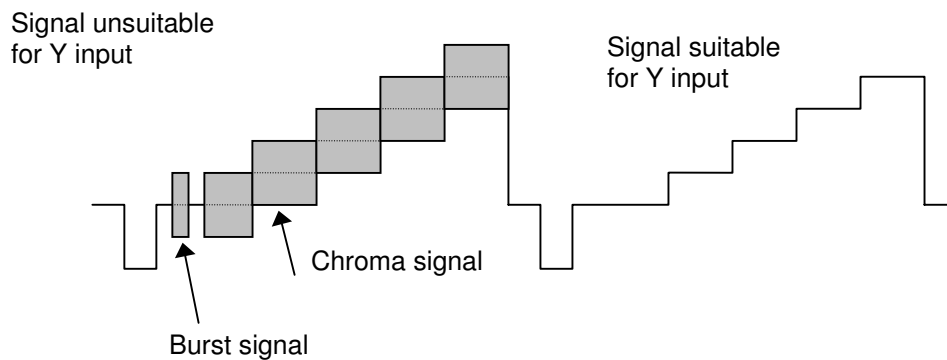 Signal unsuitable
for Y input
Signal suitable
for Y input
Chroma signal
Burst signal